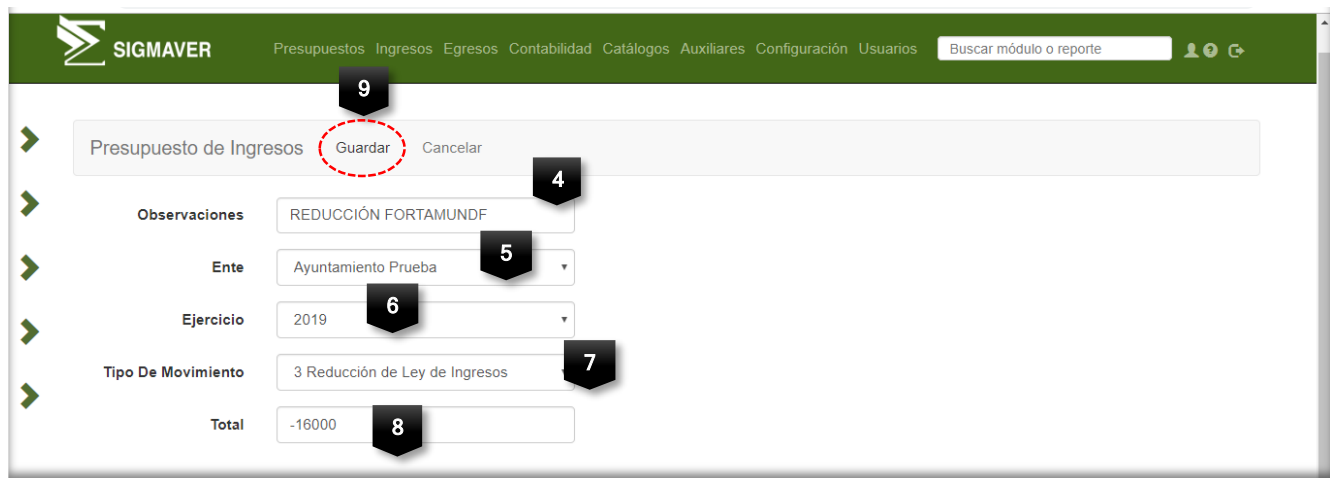 SIGMAVER Presupuestos Ingresos Egresos Contabilidad Catálogos Auxiliares Configuración Usuarios Buscar módulo o reporte
9
Presupuesto de Ingresos Guardar Cancelar
4
Observaciones REDUCCIÓN FORTAMUNDF
5
Ente Ayuntamiento Prueba
6
Ejercicio 2019
7
Tipo De Movimiento 3 Reducción de Ley de Ingresos
Total -16000 8